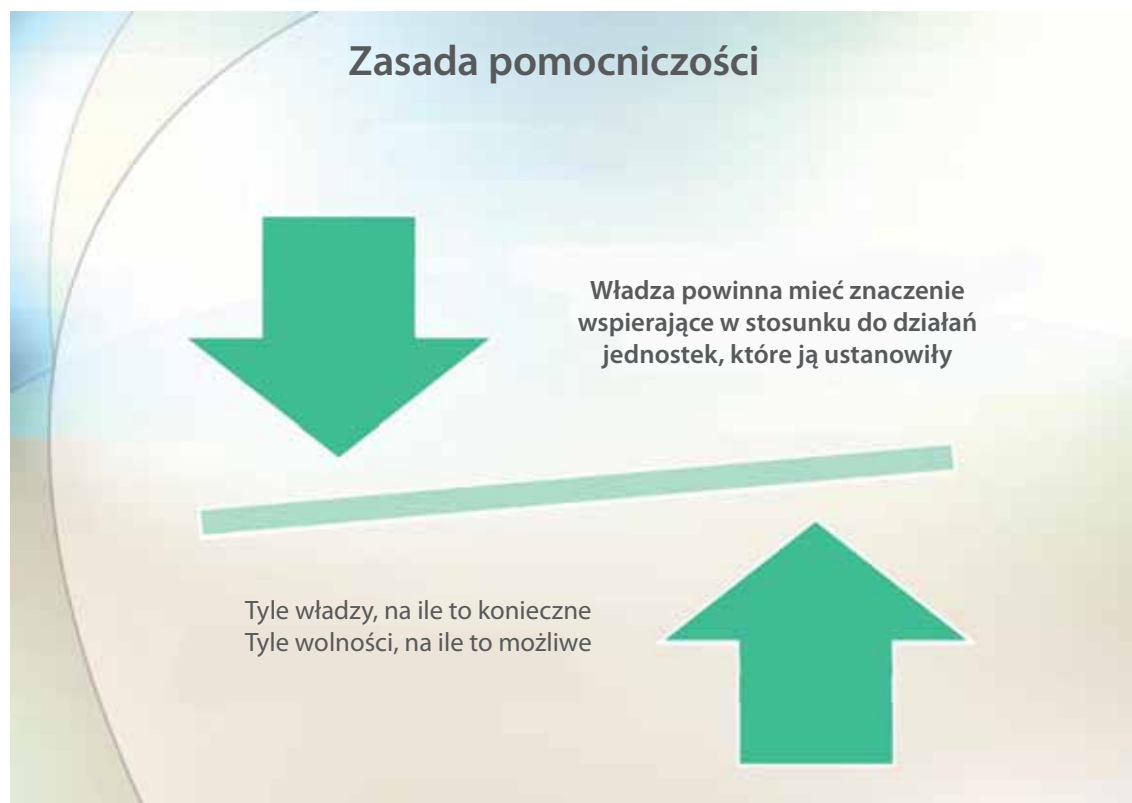 Zasada pomocniczości
Władza powinna mieć znaczenie
wspierające w stosunku do działań
jednostek, które ją ustanowiły
Tyle władzy, na ile to konieczne
Tyle wolności, na ile to możliwe